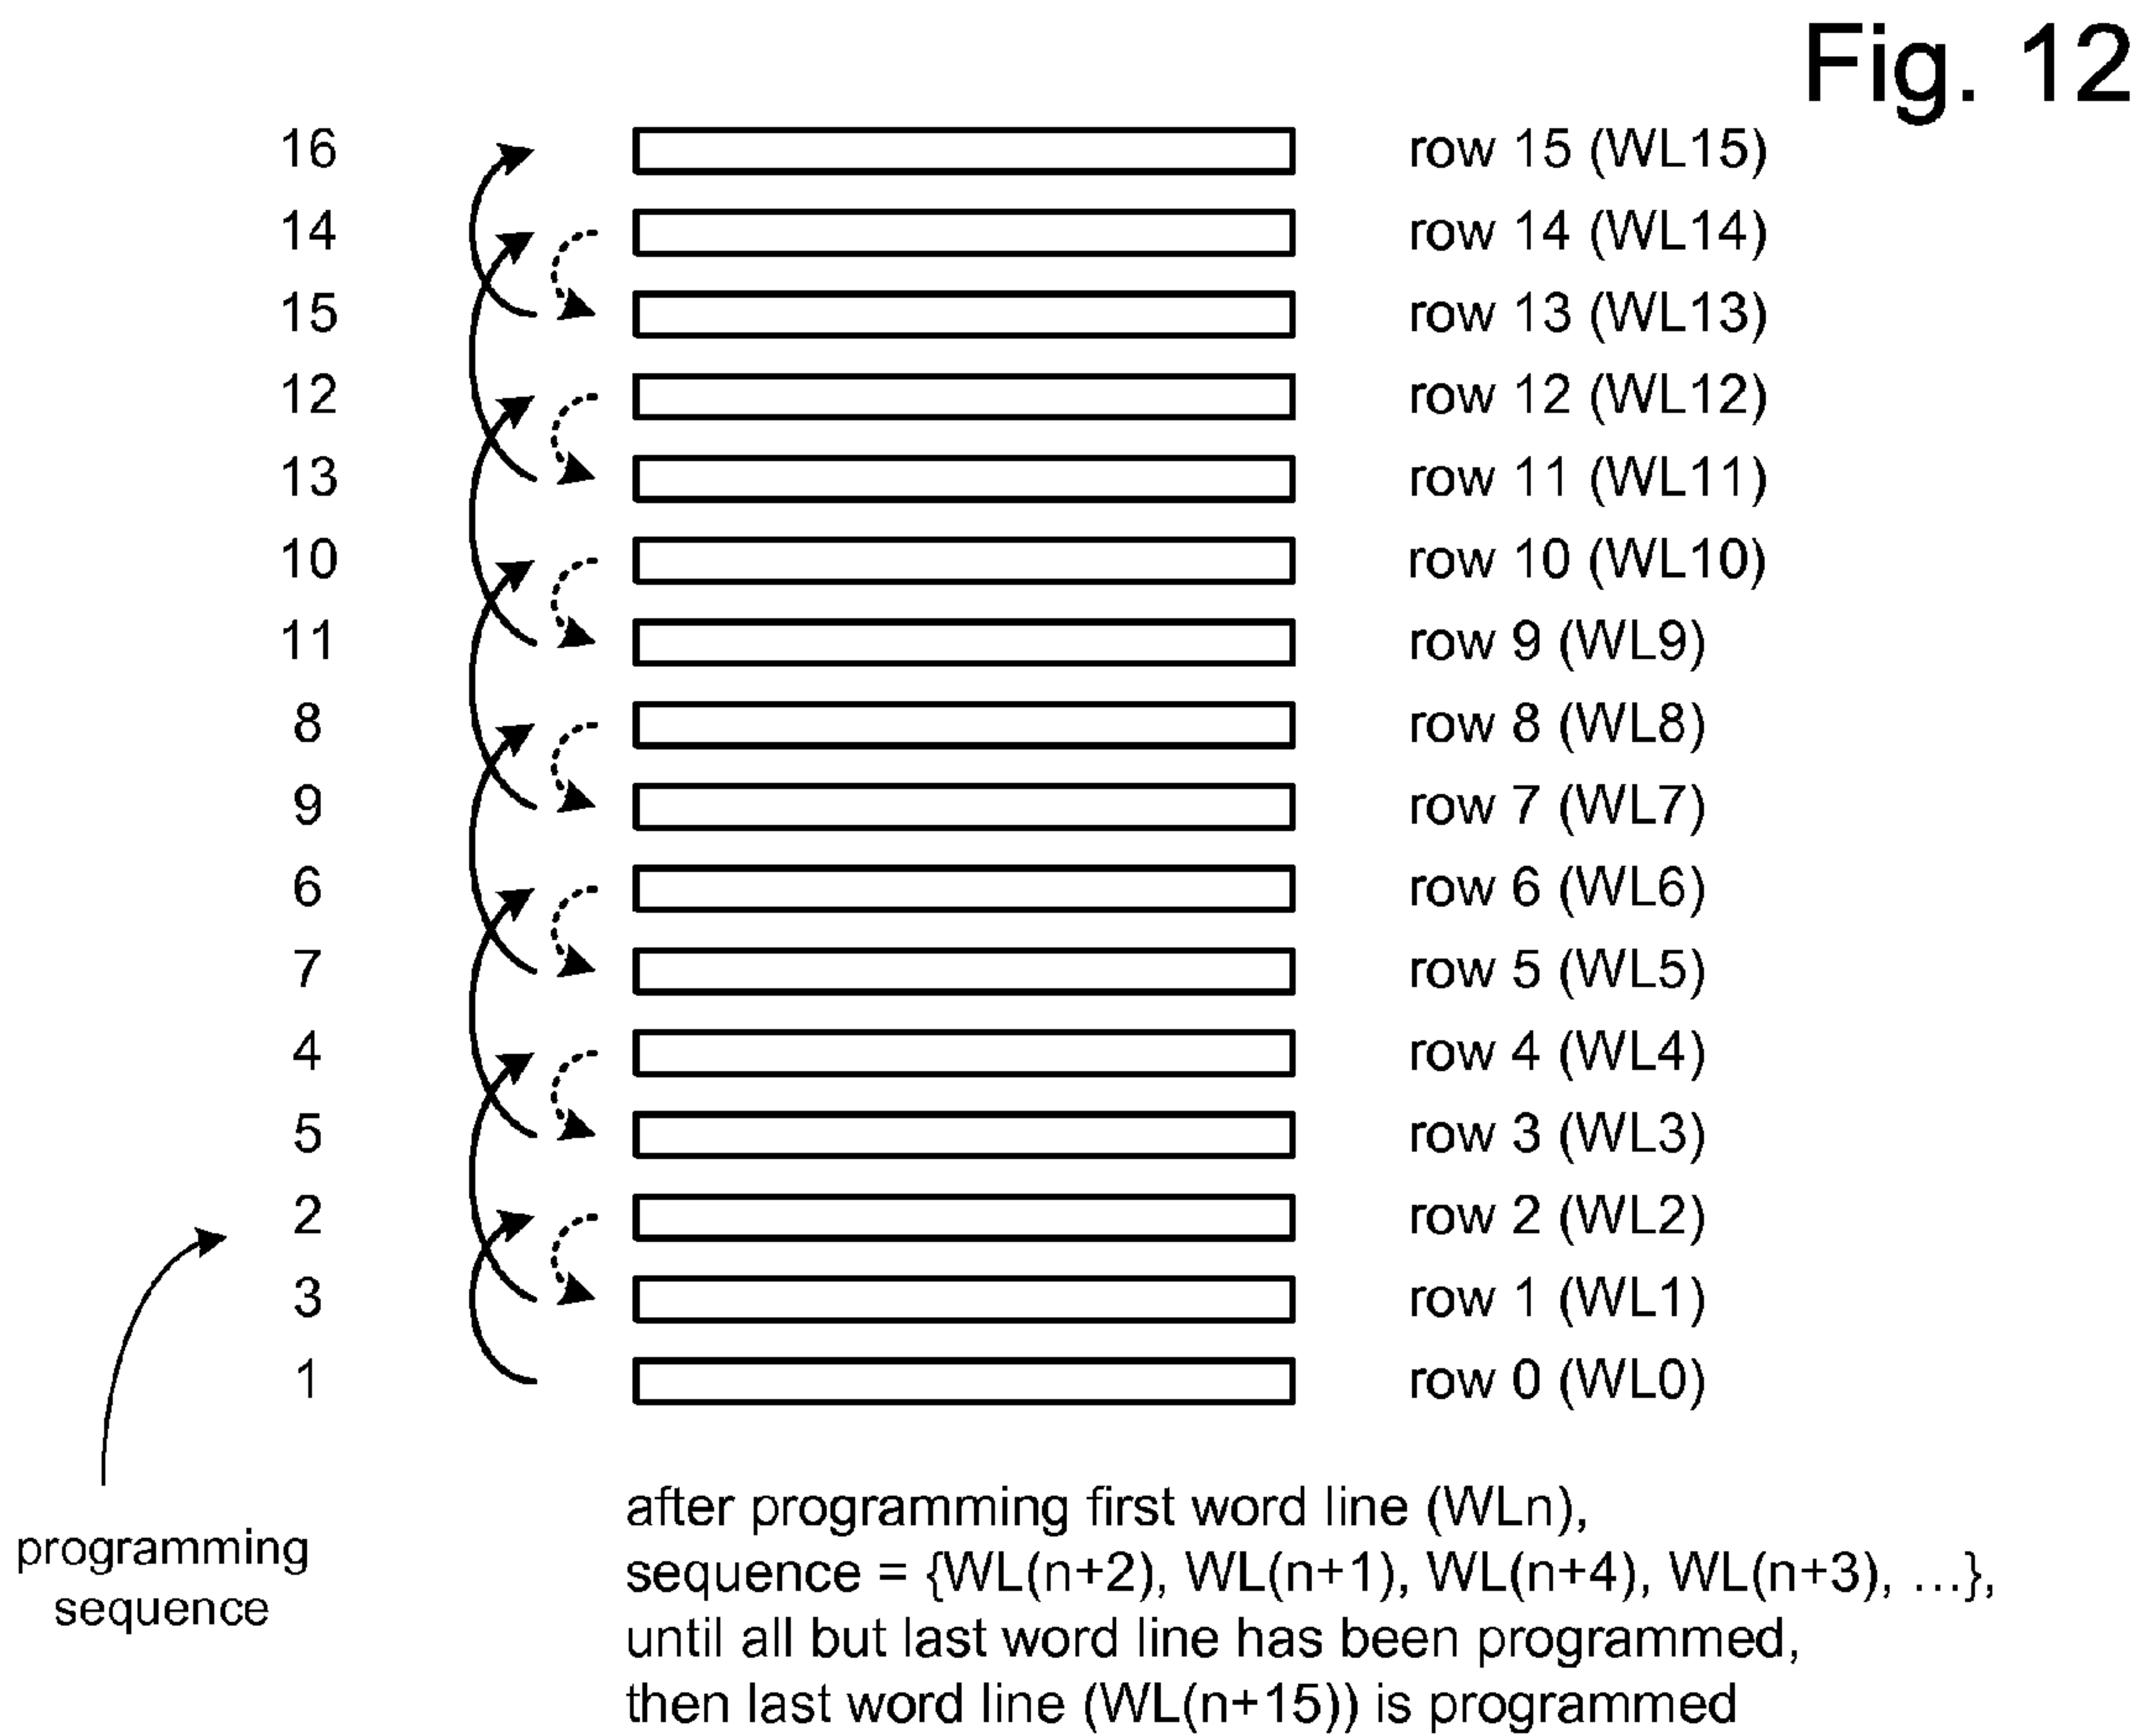 Fig. 12
16 row 15 (WL15)
14 row 14 (WL14)
15 row 13 (WL13)
12 row 12 (WL12)
13 row 11 (WL11)
10 row 10 (WL10)
11 row 9 (WL9)
8 row 8 (WL8)
9 row 7 (WL7)
6 row 6 (WL6)
7 row 5 (WL5)
4 row 4 (WL4)
5 row 3 (WL3)
2 row 2 (WL2)
3 row 1 (WL1)
1 row 0 (WL0)
programming
sequence
after programming first word line (WLn),
sequence = {WL(n+2), WL(n+1), WL(n+4), WL(n+3), ...},
until all but last word line has been programmed,
then last word line (WL(n+15)) is programmed